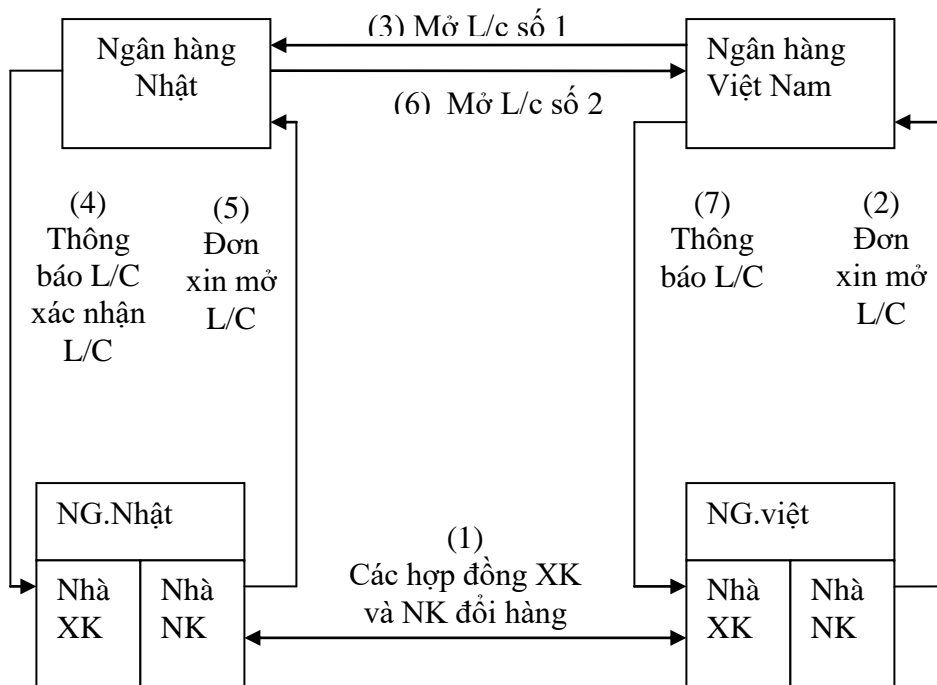 (3) Mở L/c số 1
Ngân hàng
Nhật
Ngân hàng
Việt Nam
(6) Mở L/c số 2
(4)
Thông
báo L/C
xác nhận
L/C
(5)
Đơn
xin mở
L/C
(7)
Thông
báo L/C
(2)
Đơn
xin mở
L/C
NG.Nhật
NG.việt
(1)
Các hợp đồng XK
và NK đổi hàng
Nhà
XK
Nhà
NK
Nhà
XK
Nhà
NK